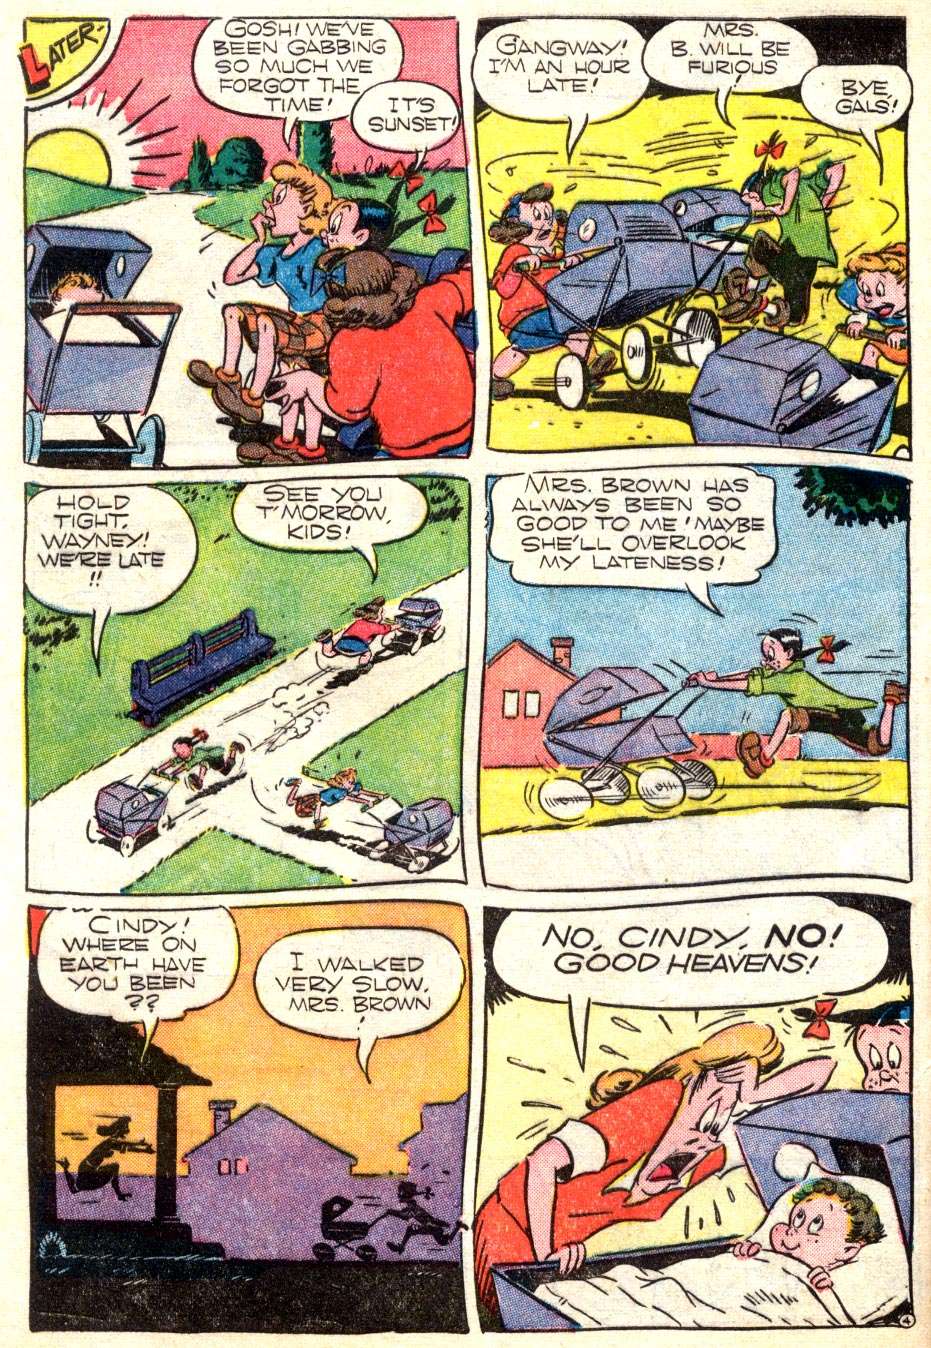 LATER-
GOSH! WE'VE
BEEN GABBING
SO MUCH WE
FORGOT THE
TIME!
IT'S
SUNSET!
GANGWAY!
I'M AN HOUR
LATE!
MRS.
B. WILL BE
FURIOUS
!
BYE,
GALS!
HOLD
TIGHT,
WAYNEY!
WE'RE LATE
!!
SEE YOU
T'MORROW,
KIDS!
MRS. BROWN HAS
ALWAYS BEEN SO
GOOD TO ME! MAYBE
SHE'LL OVERLOOK
MY LATENESS!
CINDY!
WHERE ON
EARTH HAVE
YOU BEEN
??
I WALKED
VERY SLOW,
MRS. BROWN
!
NO, CINDY, NO!
GOOD HEAVENS!
4